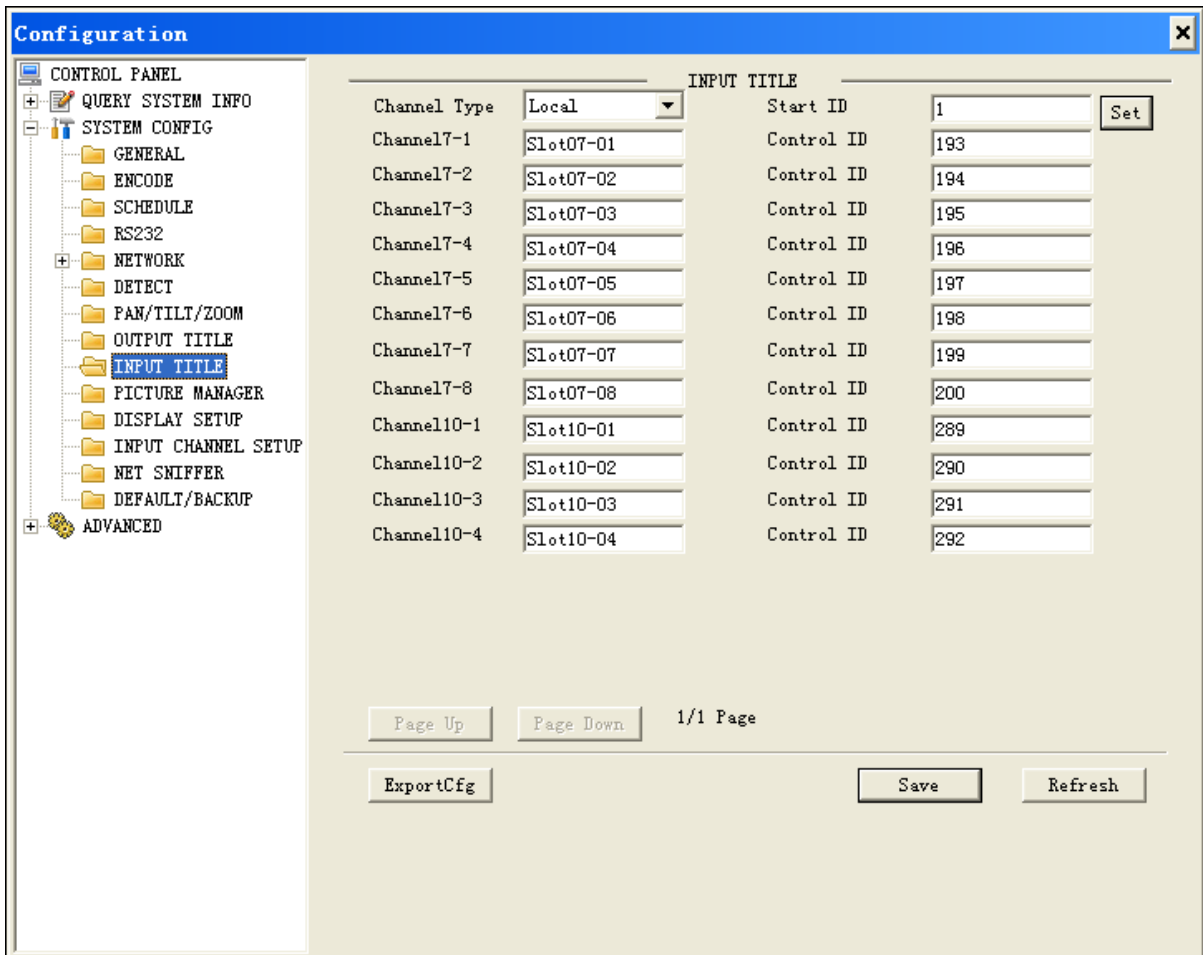 Configuration
CONTROL PANEL
QUERY SYSTEM INFO
SYSTEM CONFIG
GENERAL
ENCODE
SCHEDULE
RS232
NETWORK
DETECT
PAN/TILT/ZOOM
OUTPUT TITLE
INPUT TITLE
PICTURE MANAGER
DISPLAY SETUP
INPUT CHANNEL SETUP
NET SNIFFER
DEFAULT/BACKUP
ADVANCED
INPUT TITLE
Channel Type Local Start ID 1 Set
Channel7-1 Slot07-01 Control ID 193
Channel7-2 Slot07-02 Control ID 194
Channel7-3 Slot07-03 Control ID 195
Channel7-4 Slot07-04 Control ID 196
Channel7-5 Slot07-05 Control ID 197
Channel7-6 Slot07-06 Control ID 198
Channel7-7 Slot07-07 Control ID 199
Channel7-8 Slot07-08 Control ID 200
Channel10-1 Slot10-01 Control ID 289
Channel10-2 Slot10-02 Control ID 290
Channel10-3 Slot10-03 Control ID 291
Channel10-4 Slot10-04 Control ID 292
Page Up Page Down 1/1 Page
ExportCfg Save Refresh